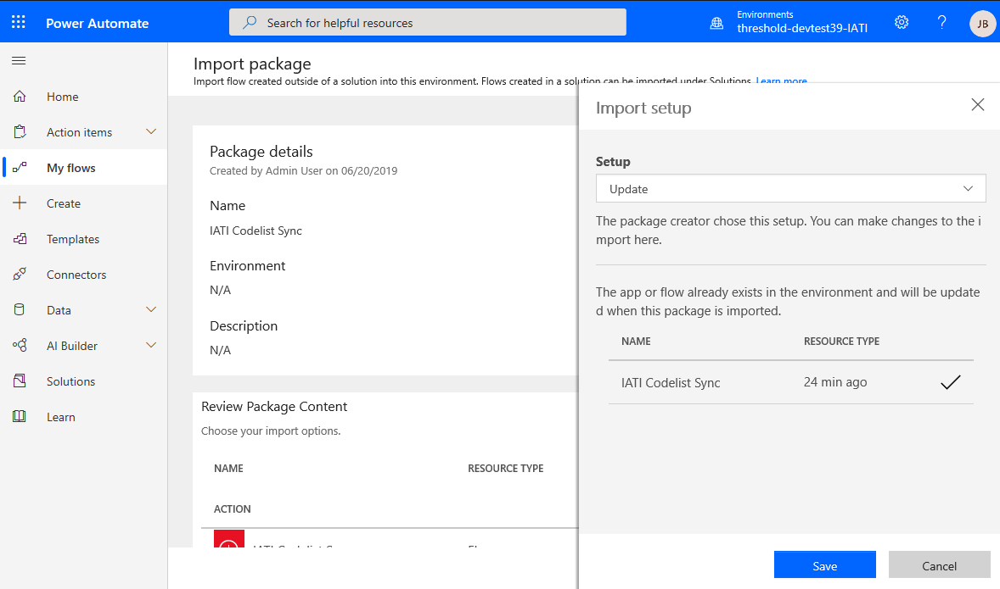 Power Automate
Search for helpful resources
Environments
threshold-devtest39-IATI
?
JB
Home
Action items
My flows
Create
Templates
Connectors
Data
AI Builder
Solutions
Learn
Import package
Import flow created outside of a solution into this environment. Flows created in a solution can be imported under Solutions. Learn more
Package details
Created by Admin User on 06/20/2019
Name
IATI Codelist Sync
Environment
N/A
Description
N/A
Review Package Content
Choose your import options.
NAME RESOURCE TYPE
ACTION
IATI Codelist
Import setup
Setup
Update
The package creator chose this setup. You can make changes to the i
mport here.
The app or flow already exists in the environment and will be update
d when this package is imported.
NAME RESOURCE TYPE
IATI Codelist Sync 24 min ago
Save Cancel